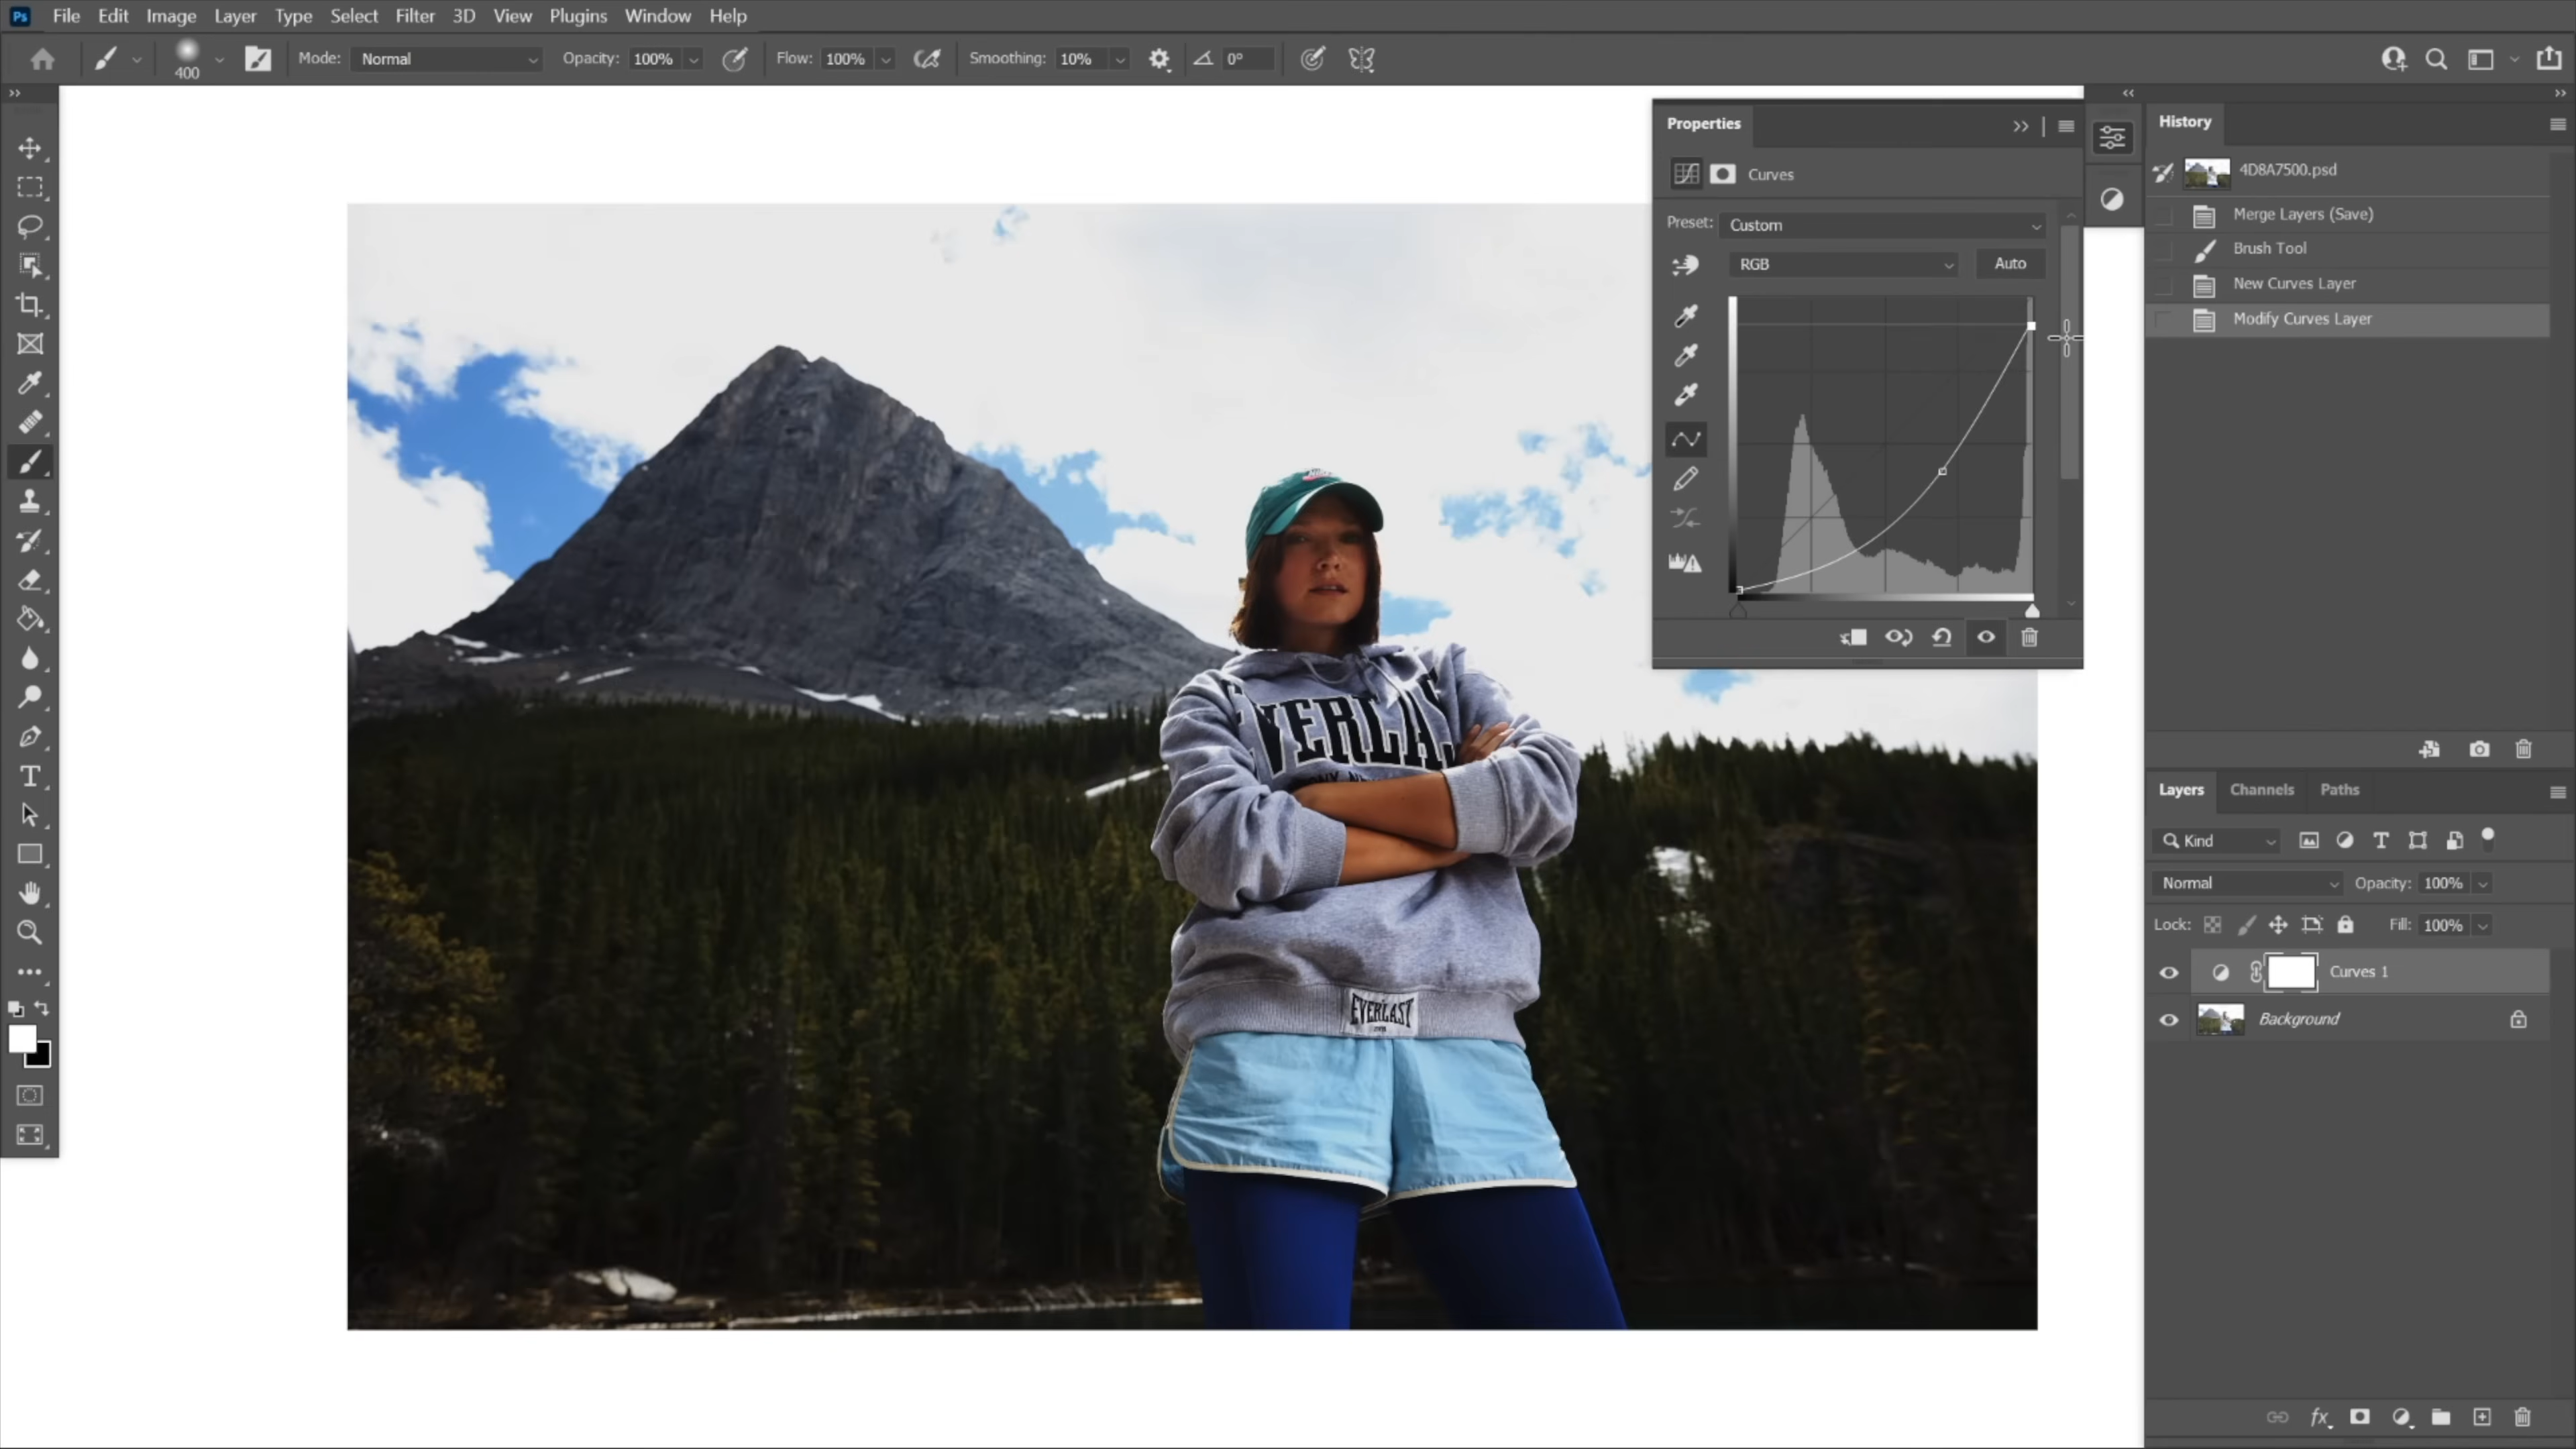 Ps File Edit Image Layer Type Select Filter 3D View Plugins Window Help
400 Mode: Normal Opacity: 100% Flow: 100% Smoothing: 10% 0°
Properties
Curves
Preset: Custom
RGB Auto
History
4D8A7500.psd
Merge Layers (Save)
Brush Tool
New Curves Layer
Modify Curves Layer
Layers Channels Paths
Kind
Normal Opacity: 100%
Lock: Fill: 100%
Curves 1
Background
EVERLAST